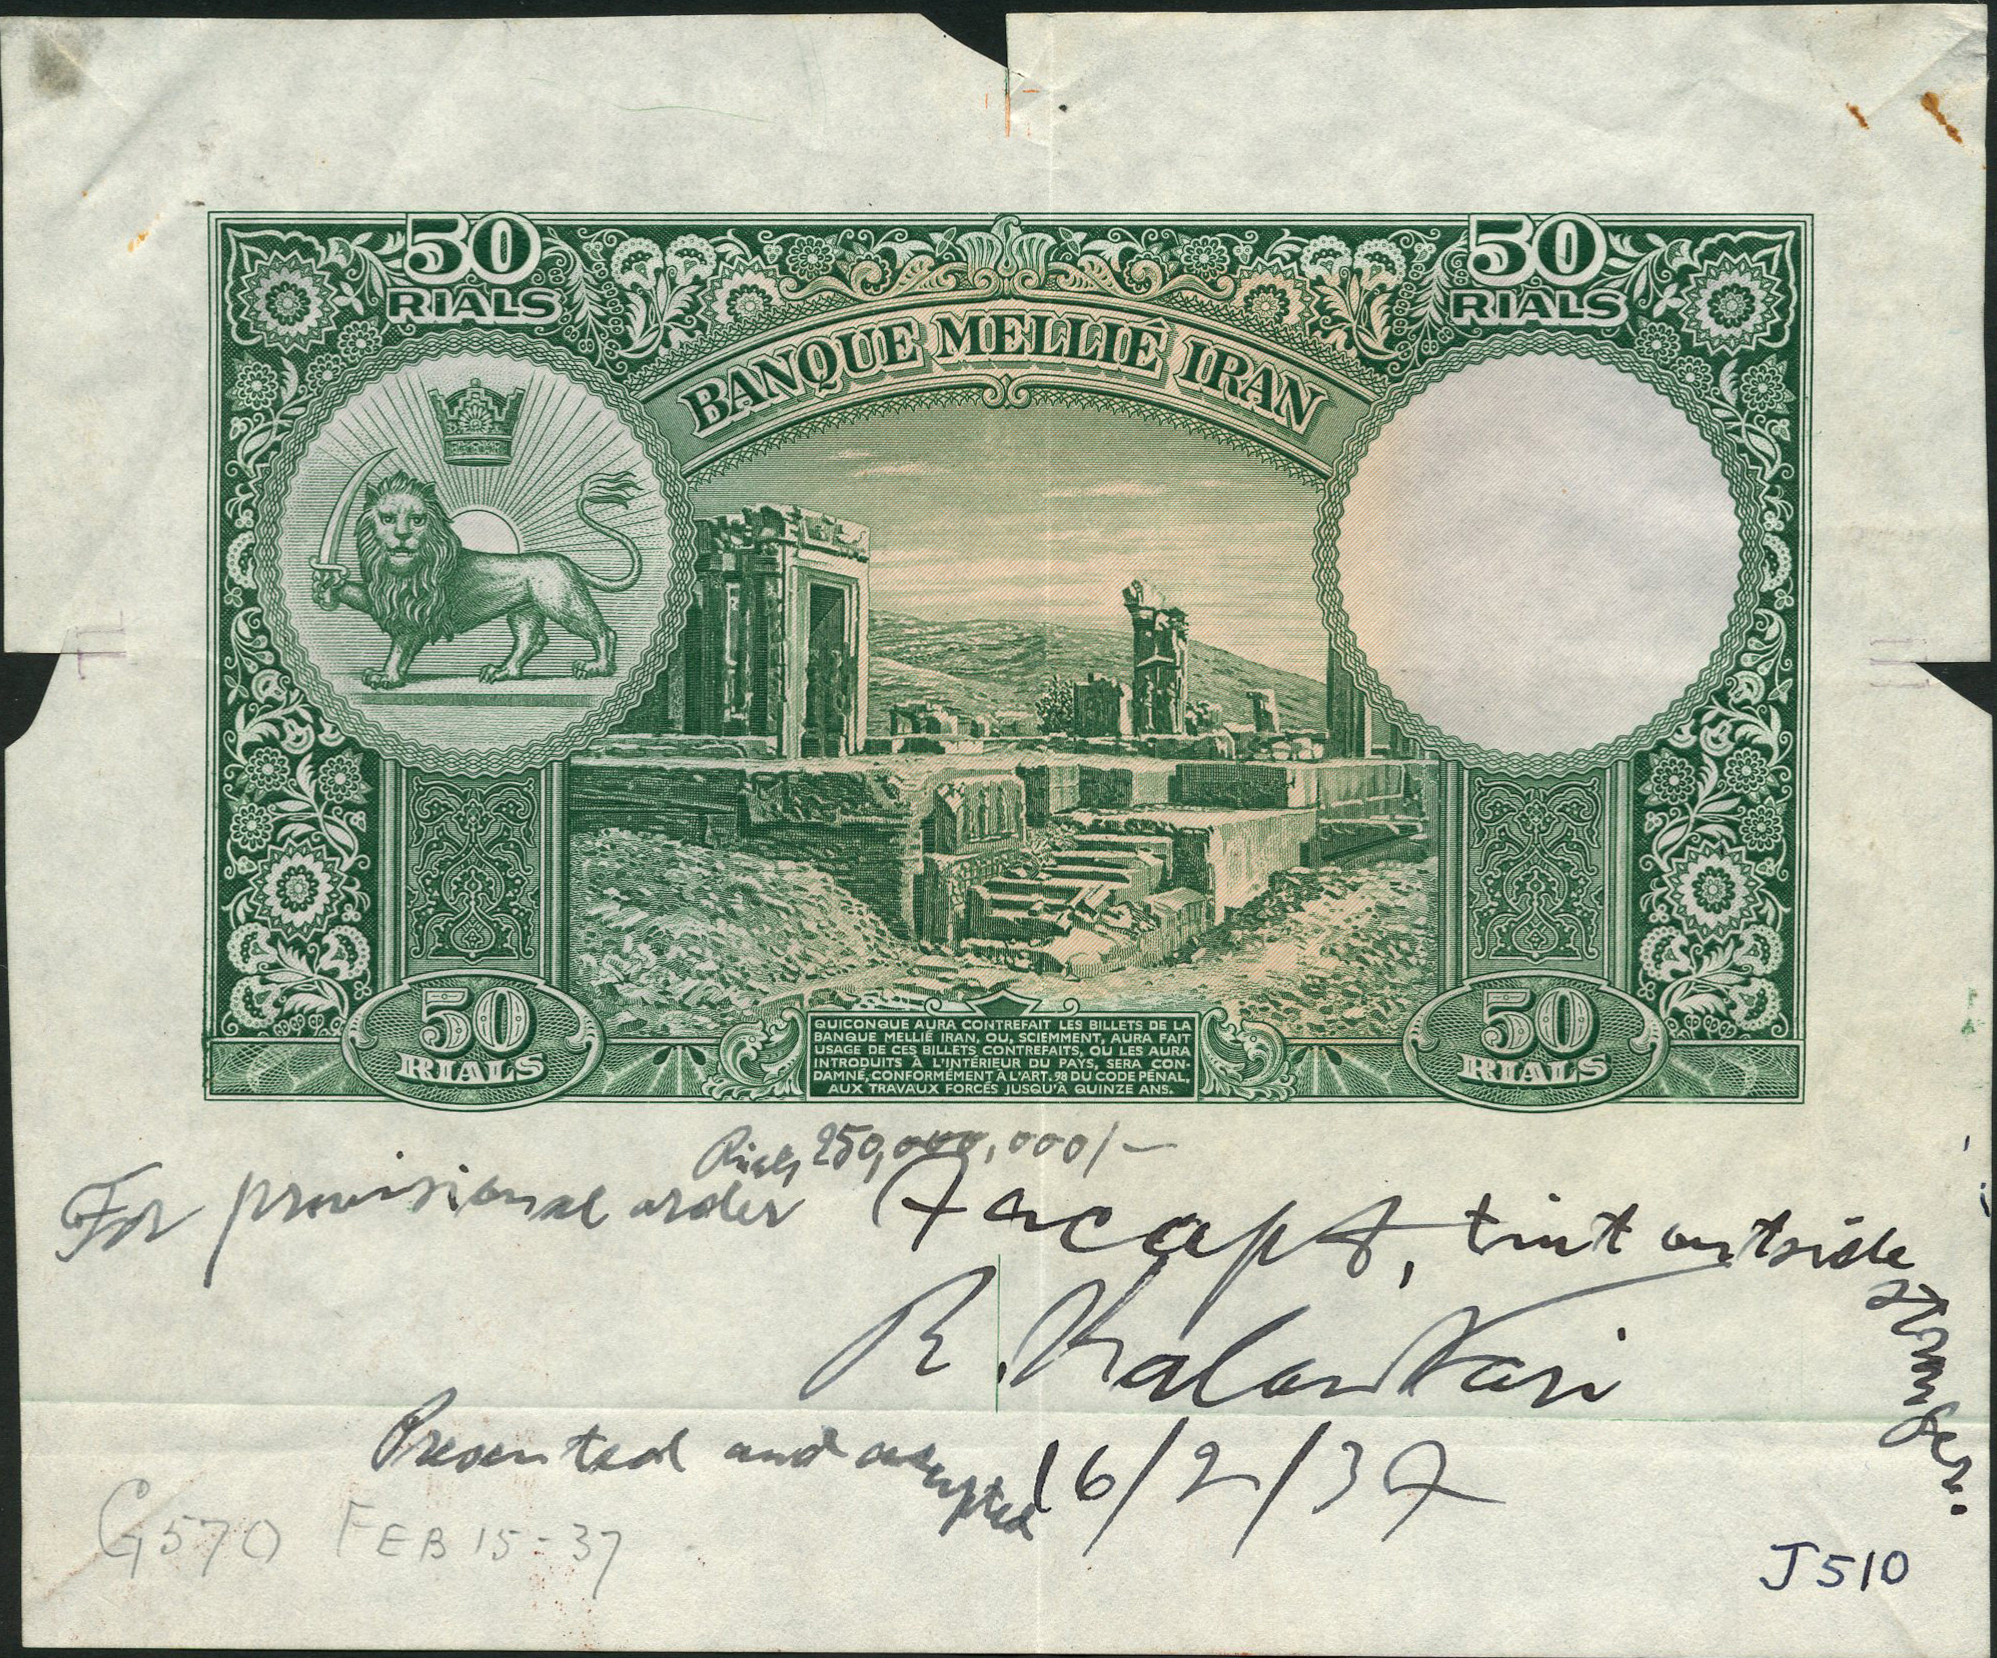 50 RIALS
50 RIALS
BANQUE MELLIÉ IRAN
50 RIALS
50 RIALS
QUICONQUE AURA CONTREFAIT LES BILLETS DE LA
BANQUE MELLIÉ IRAN, OU, SCIEMMENT, AURA FAIT
USAGE DE CES BILLETS CONTREFAITS, OU LES AURA
INTRODUITS À L'INTÉRIEUR DU PAYS, SERA CON-
DAMNÉ, CONFORMÉMENT À L'ART. 98 DU CODE PÉNAL,
AUX TRAVAUX FORCÉS JUSQU'À QUINZE ANS.
Rials 250,000,000/-
For provisional order I accept, tint outside stronger.
R. Kalantari
Presented and accepted 16/2/37
G570 FEB 15-37
J510